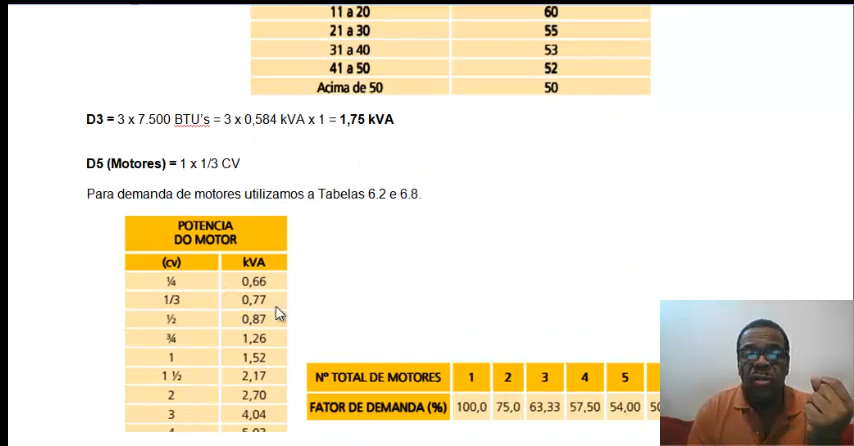 11 a 20 60
21 a 30 55
31 a 40 53
41 a 50 52
Acima de 50 50
D3 = 3 x 7.500 BTU's = 3 x 0,584 kVA x 1 = 1,75 kVA
D5 (Motores) = 1 x 1/3 CV
Para demanda de motores utilizamos a Tabelas 6.2 e 6.8.
POTENCIA
DO MOTOR
(cv) kVA
¼ 0,66
1/3 0,77
½ 0,87
¾ 1,26
1 1,52
1 ½ 2,17
2 2,70
3 4,04
Nº TOTAL DE MOTORES 1 2 3 4 5
FATOR DE DEMANDA (%) 100,0 75,0 63,33 57,50 54,00